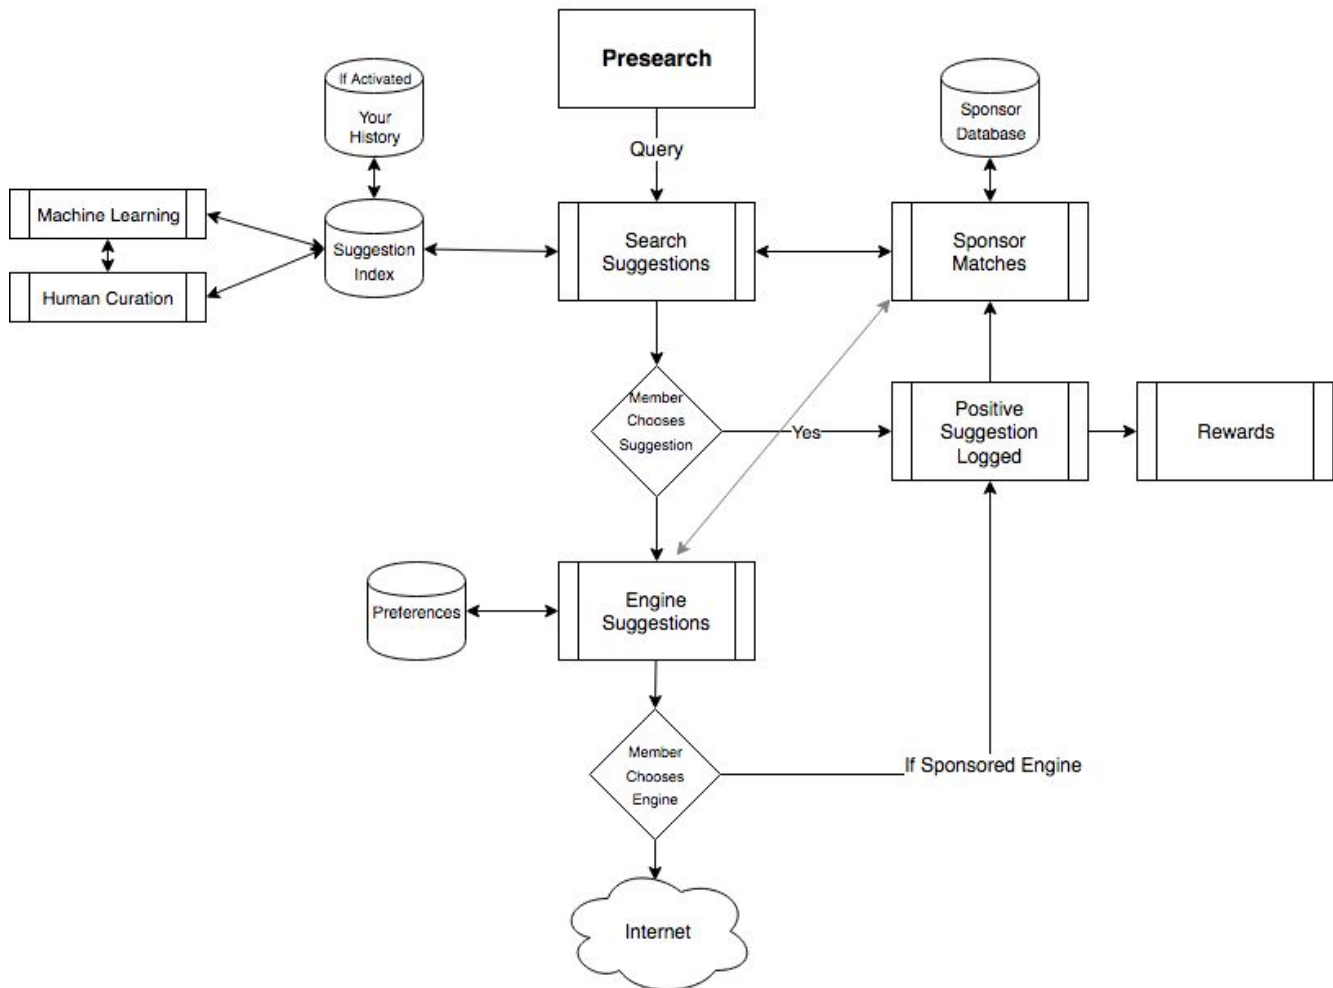 Presearch
If Activated
Your
History
Sponsor
Database
Query
Machine Learning
Human Curation
Suggestion
Index
Search
Suggestions
Sponsor
Matches
Member
Chooses
Suggestion
Yes
Positive
Suggestion
Logged
Rewards
Preferences
Engine
Suggestions
Member
Chooses
Engine
If Sponsored Engine
Internet